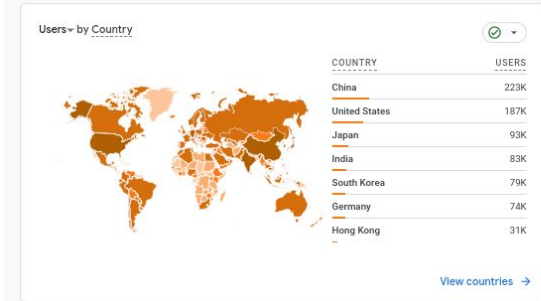 Users by Country
COUNTRY USERS
China 223K
United States 187K
Japan 93K
India 83K
South Korea 79K
Germany 74K
Hong Kong 31K
View countries